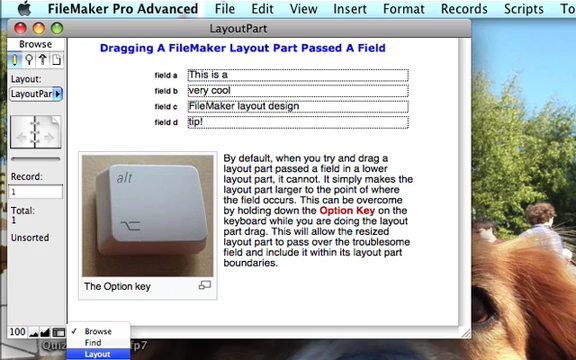 FileMaker Pro Advanced File Edit View Insert Format Records Scripts To
LayoutPart
Browse
Layout:
LayoutPar
Record:
1
Total:
1
Unsorted
Dragging A FileMaker Layout Part Passed A Field
field a This is a
field b very cool
field c FileMaker layout design
field d tip!
alt
The Option key
By default, when you try and drag a
layout part passed a field in a lower
layout part, it cannot. It simply makes the
layout part larger to the point of where
the field occurs. This can be overcome
by holding down the Option Key on the
keyboard while you are doing the layout
part drag. This will allow the resized
layout part to pass over the troublesome
field and include it within its layout part
boundaries.
100 Browse
Find
Layout
fp7